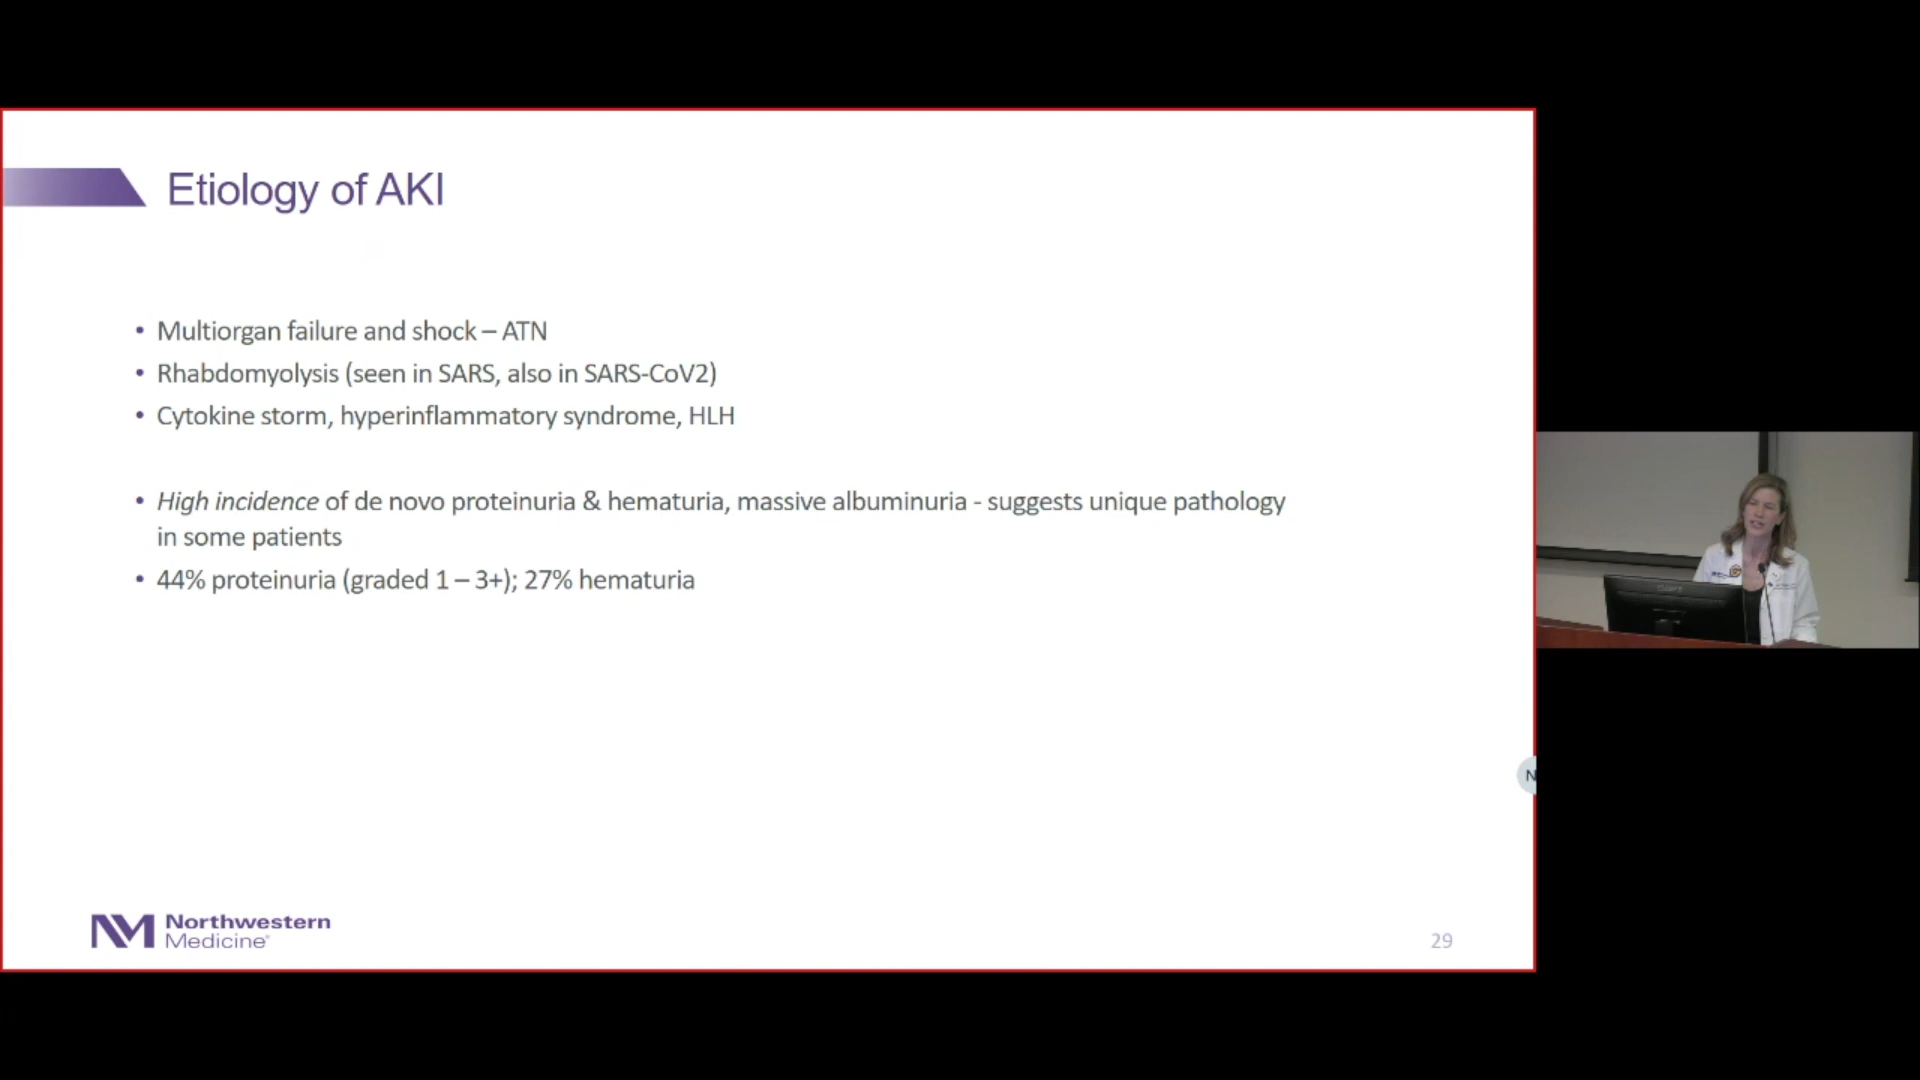 Etiology of AKI
• Multiorgan failure and shock – ATN
• Rhabdomyolysis (seen in SARS, also in SARS-CoV2)
• Cytokine storm, hyperinflammatory syndrome, HLH
• High incidence of de novo proteinuria & hematuria, massive albuminuria - suggests unique pathology
in some patients
• 44% proteinuria (graded 1 – 3+); 27% hematuria
N
Northwestern
Medicine®
29